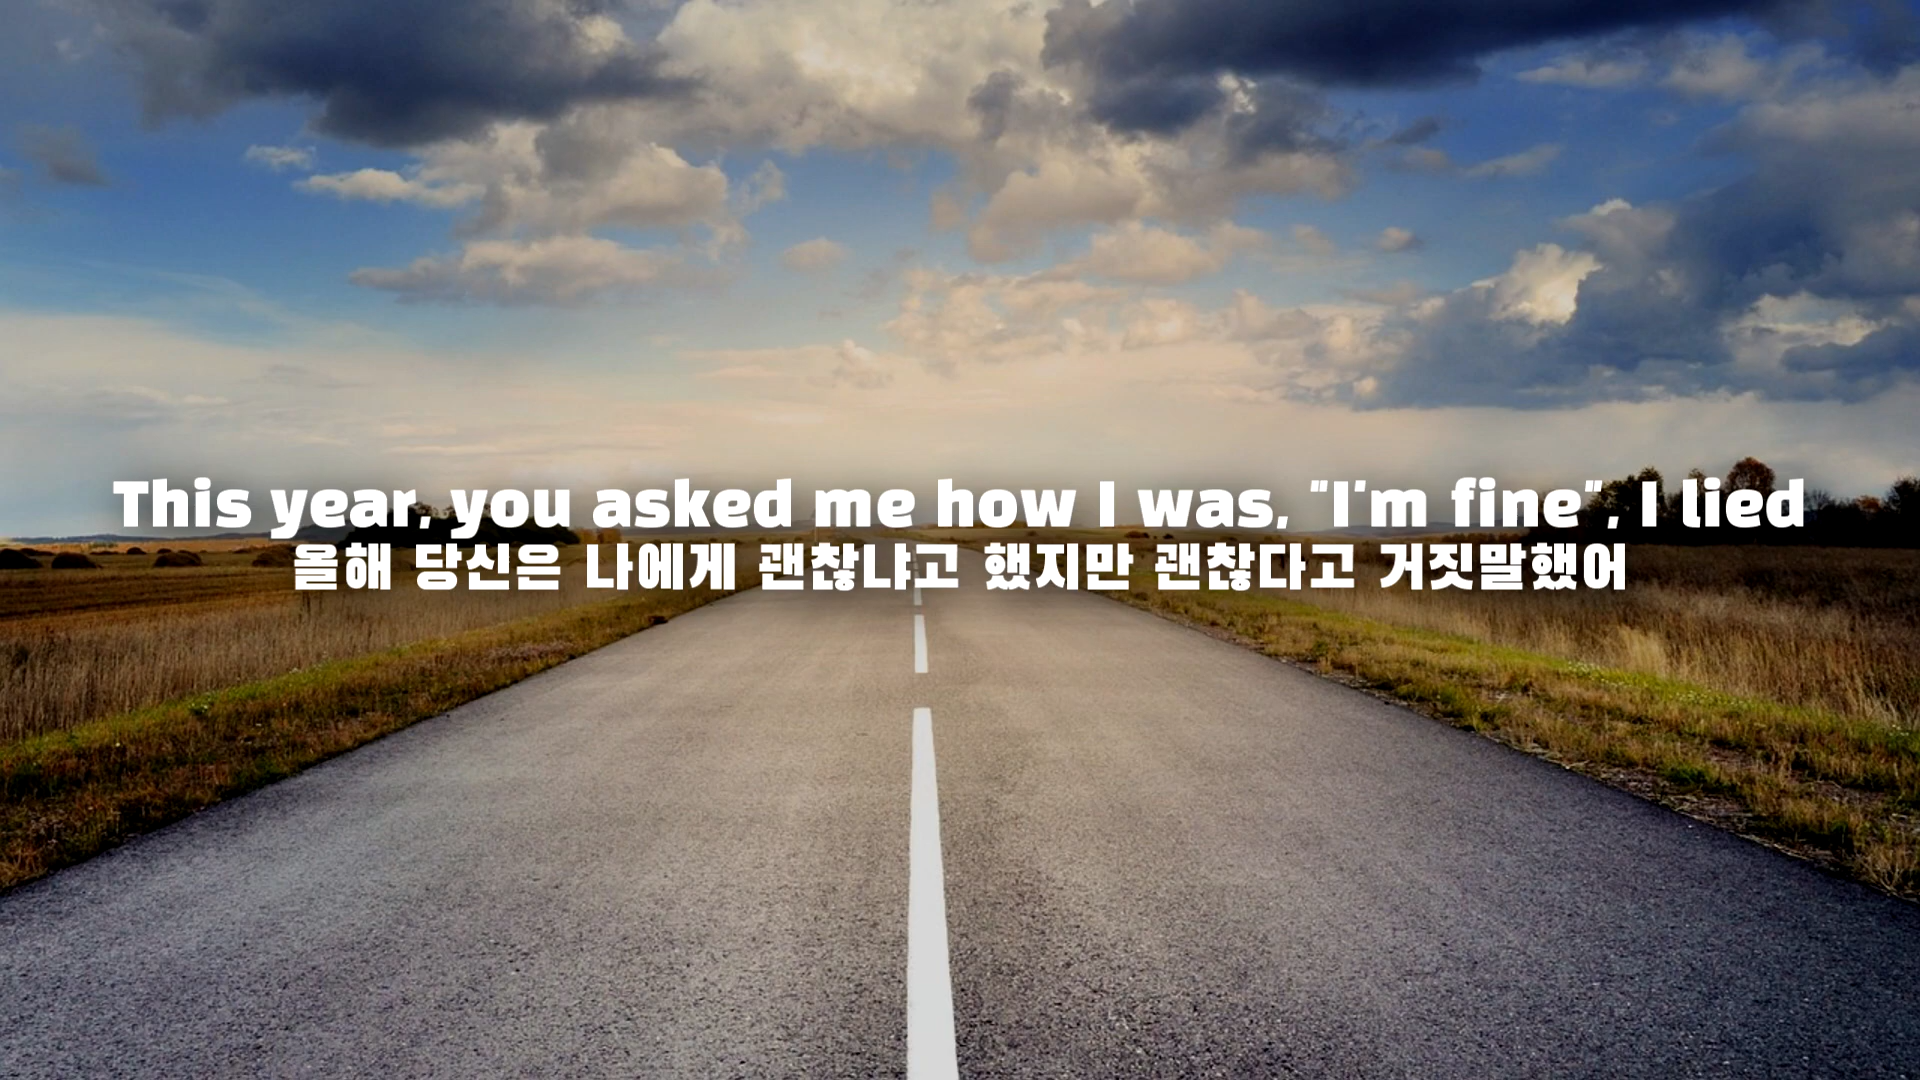 This year, you asked me how I was, "I'm fine", I lied
올해 당신은 나에게 괜찮냐고 했지만 괜찮다고 거짓말했어